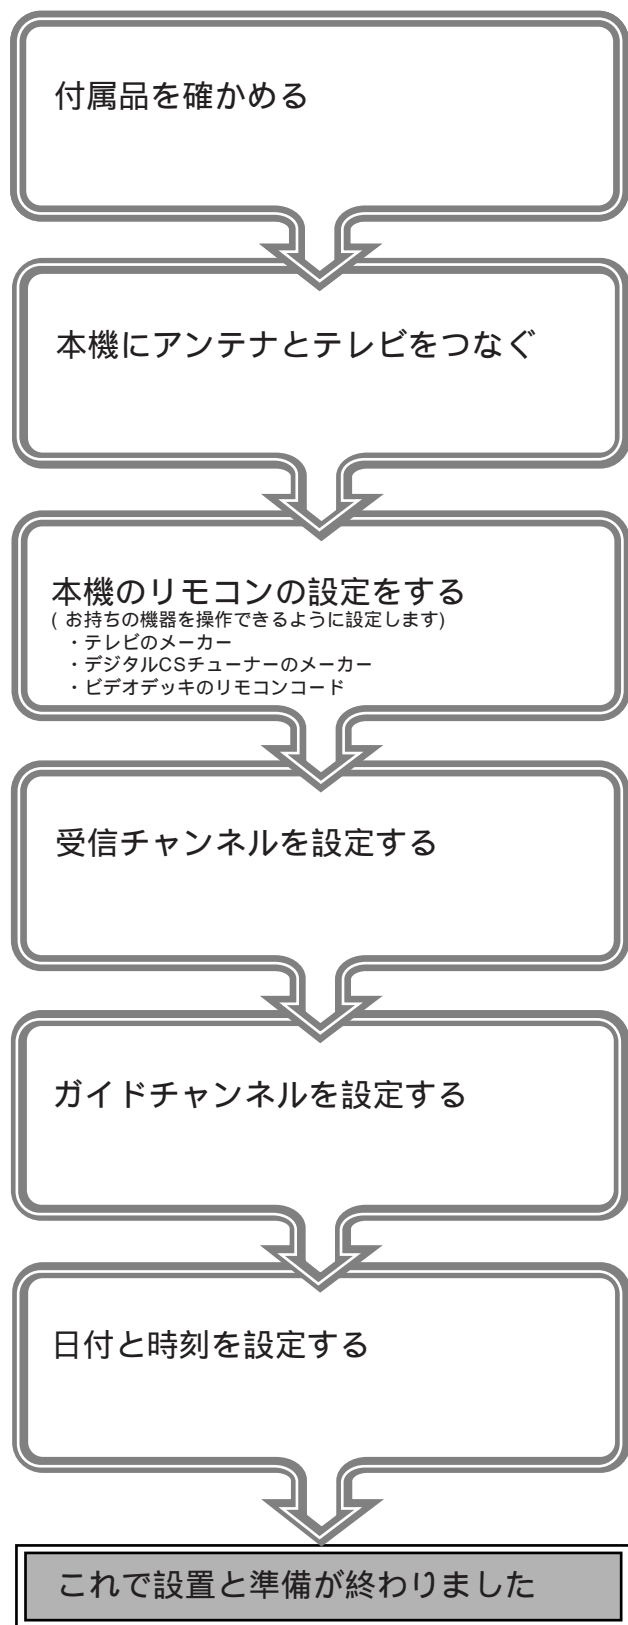 付属品を確かめる
本機にアンテナとテレビをつなぐ
本機のリモコンの設定をする
( お持ちの機器を操作できるように設定します)
・テレビのメーカー
・デジタルCSチューナーのメーカー
・ビデオデッキのリモコンコード
受信チャンネルを設定する
ガイドチャンネルを設定する
日付と時刻を設定する
これで設置と準備が終わりました